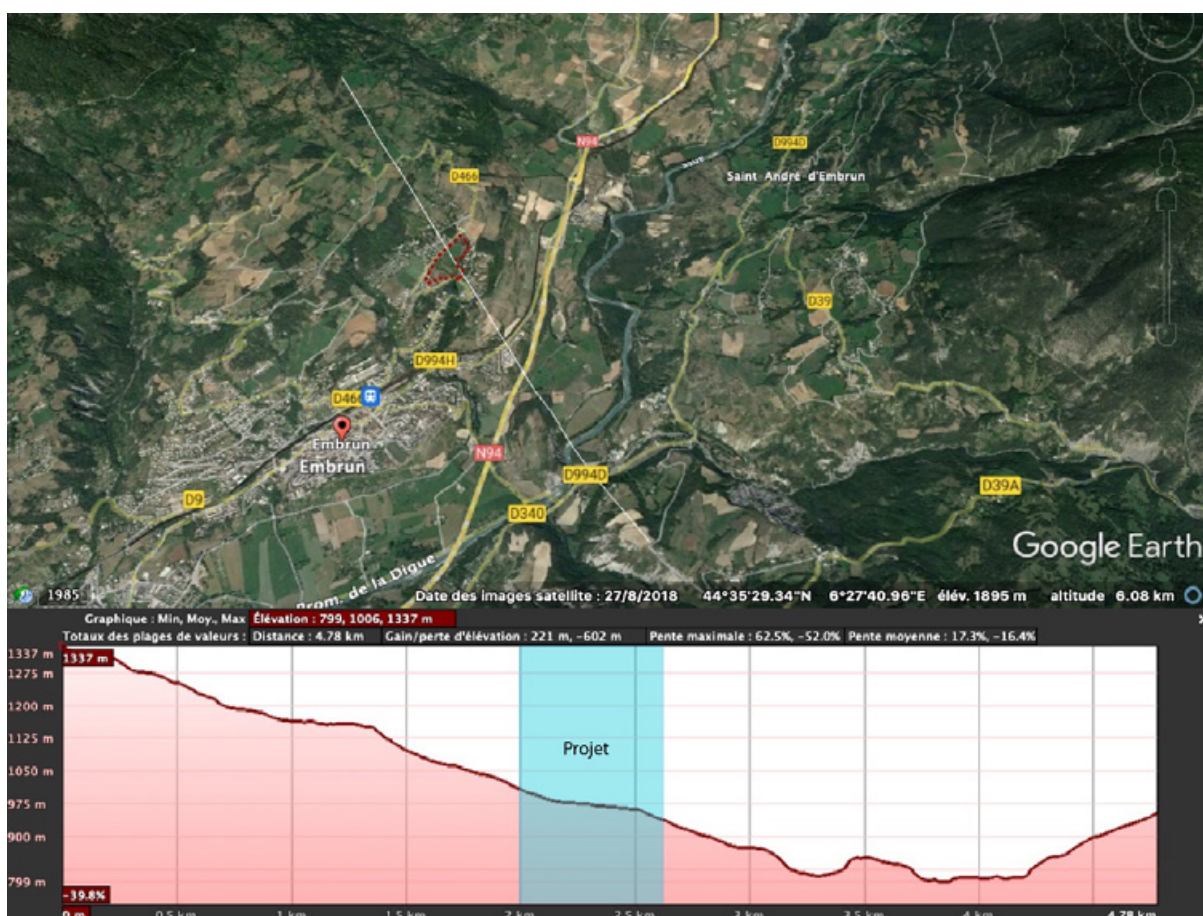 N94
D994D
Saint-André-d'Embrun
D466
D39
D994H
D466
Embrun
Embrun
N94
D994D
D39A
D9
D340
Google Earth
prom. de la Digue
1985
Date des images satellite : 27/8/2018 44°35'29.34"N 6°27'40.96"E élév. 1895 m altitude 6.08 km
Graphique : Min, Moy., Max Élévation : 799, 1006, 1337 m
Totaux des plages de valeurs : Distance : 4.78 km Gain/perte d'élévation : 221 m, -602 m Pente maximale : 62.5%, -52.0% Pente moyenne : 17.3%, -16.4%
1337 m
1337 m
1275 m
1200 m
1125 m
Projet
1050 m
975 m
900 m
799 m
-39.8%
0 m 0.5 km 1 km 1.5 km 2 km 2.5 km 3 km 3.5 km 4 km 4.78 km